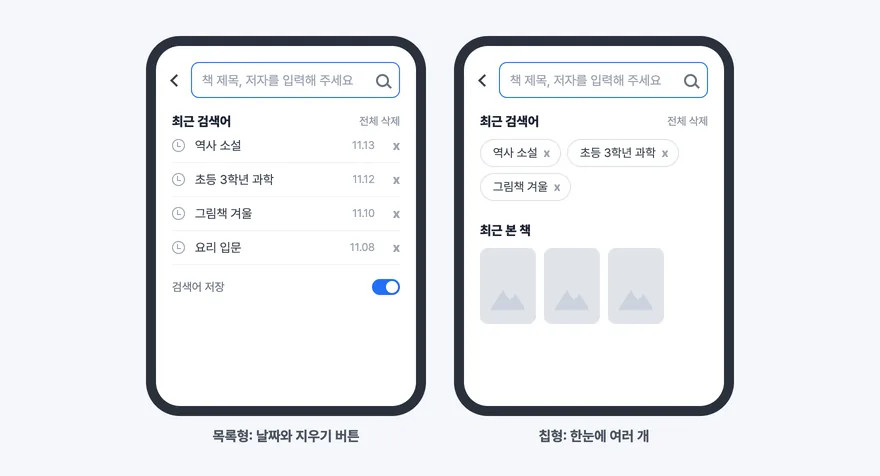 책 제목, 저자를 입력해 주세요
최근 검색어 전체 삭제
역사 소설 11.13 x
초등 3학년 과학 11.12 x
그림책 겨울 11.10 x
요리 입문 11.08 x
검색어 저장
목록형: 날짜와 지우기 버튼
책 제목, 저자를 입력해 주세요
최근 검색어 전체 삭제
역사 소설 x 초등 3학년 과학 x
그림책 겨울 x
최근 본 책
칩형: 한눈에 여러 개